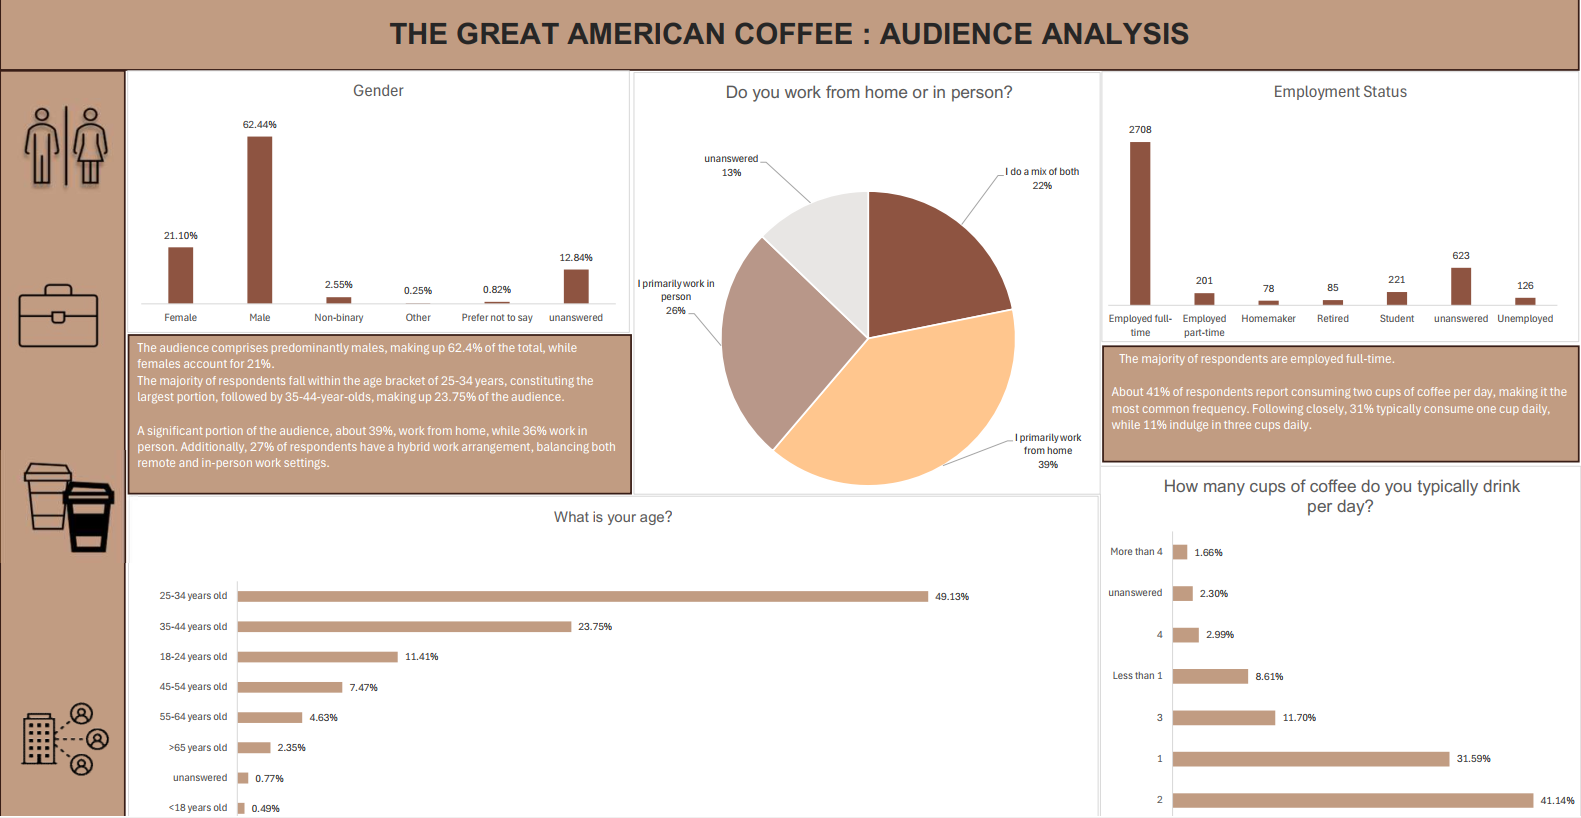 THE GREAT AMERICAN COFFEE : AUDIENCE ANALYSIS
Gender
62.44%
21.10%
2.55%
0.25%
0.82%
12.84%
Female
Male
Non-binary
Other
Prefer not to say
unanswered
The audience comprises predominantly males, making up 62.4% of the total, while
females account for 21%.
The majority of respondents fall within the age bracket of 25-34 years, constituting the
largest portion, followed by 35-44-year-olds, making up 23.75% of the audience.
A significant portion of the audience, about 39%, work from home, while 36% work in
person. Additionally, 27% of respondents have a hybrid work arrangement, balancing both
remote and in-person work settings.
Do you work from home or in person?
unanswered
13%
I do a mix of both
22%
I primarily work in
person
26%
I primarily work
from home
39%
Employment Status
2708
201
78
85
221
623
126
Employed full-
time
Employed
part-time
Homemaker
Retired
Student
unanswered
Unemployed
The majority of respondents are employed full-time.
About 41% of respondents report consuming two cups of coffee per day, making it the
most common frequency. Following closely, 31% typically consume one cup daily,
while 11% indulge in three cups daily.
What is your age?
25-34 years old 49.13%
35-44 years old 23.75%
18-24 years old 11.41%
45-54 years old 7.47%
55-64 years old 4.63%
>65 years old 2.35%
unanswered 0.77%
<18 years old 0.49%
How many cups of coffee do you typically drink
per day?
More than 4 1.66%
unanswered 2.30%
4 2.99%
Less than 1 8.61%
3 11.70%
1 31.59%
2 41.14%